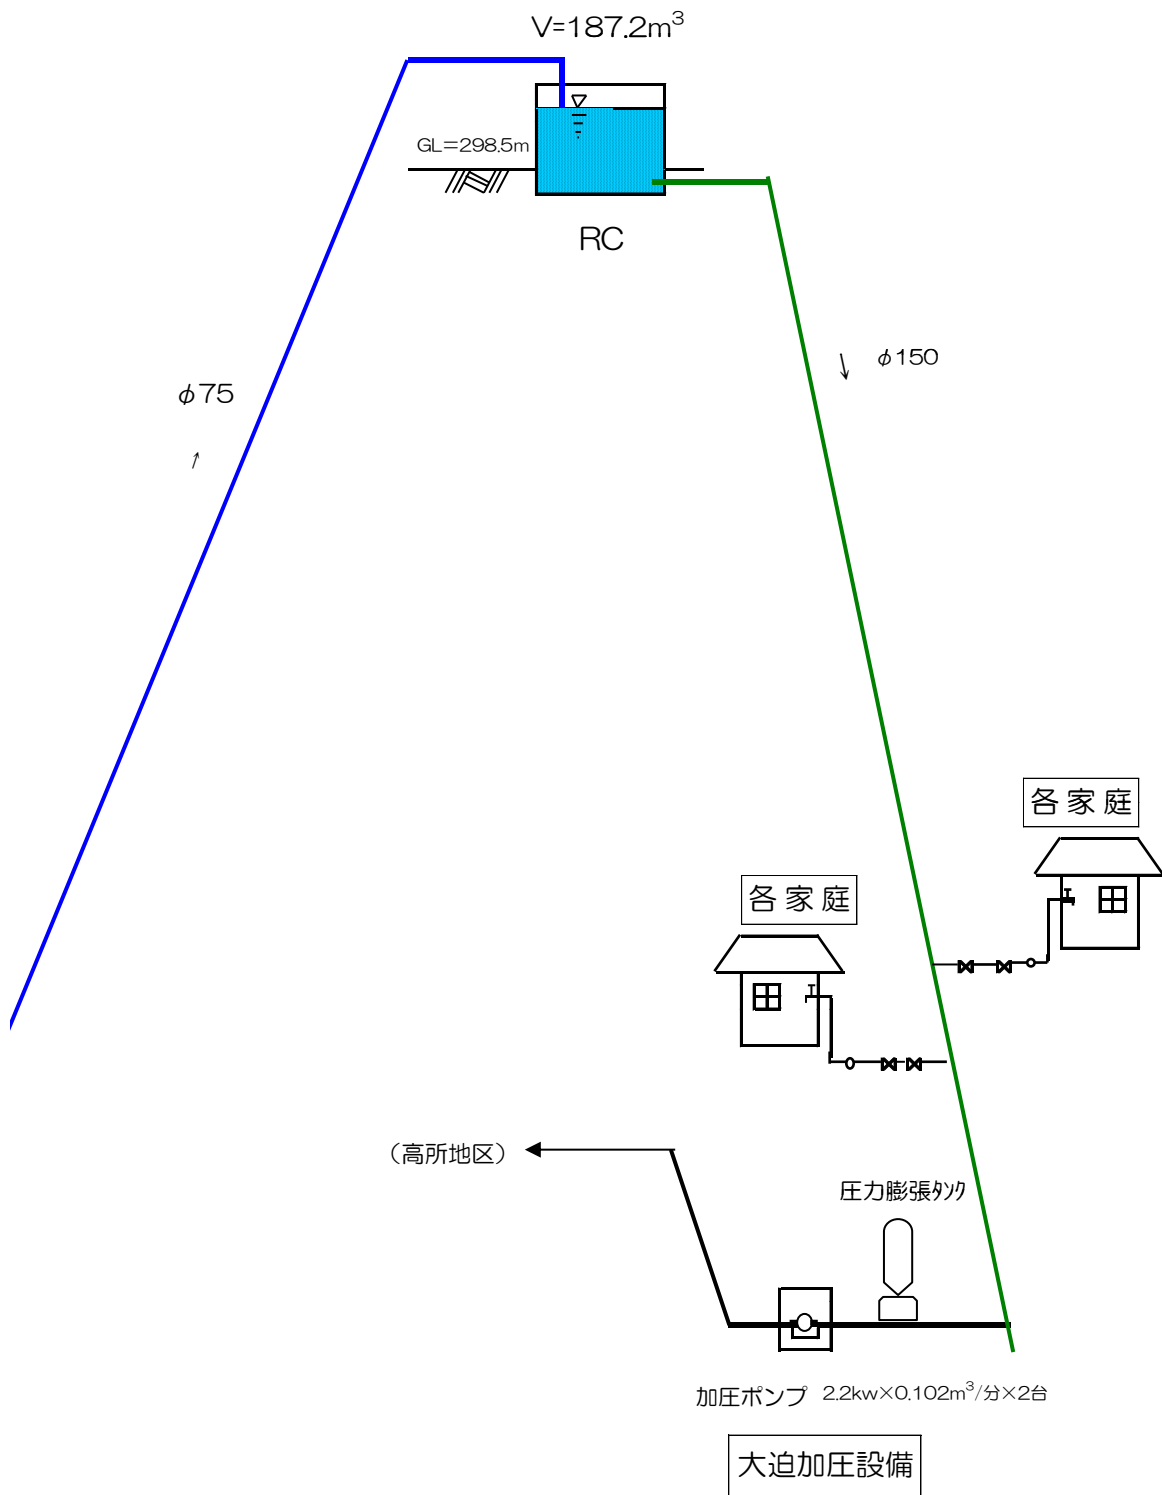 V=187.2m³
GL=298.5m
RC
φ150
φ75
各家庭
各家庭
（高所地区）
圧力膨張ﾀﾝｸ
加圧ポンプ 2.2kw×0.102m³/分×2台
大迫加圧設備